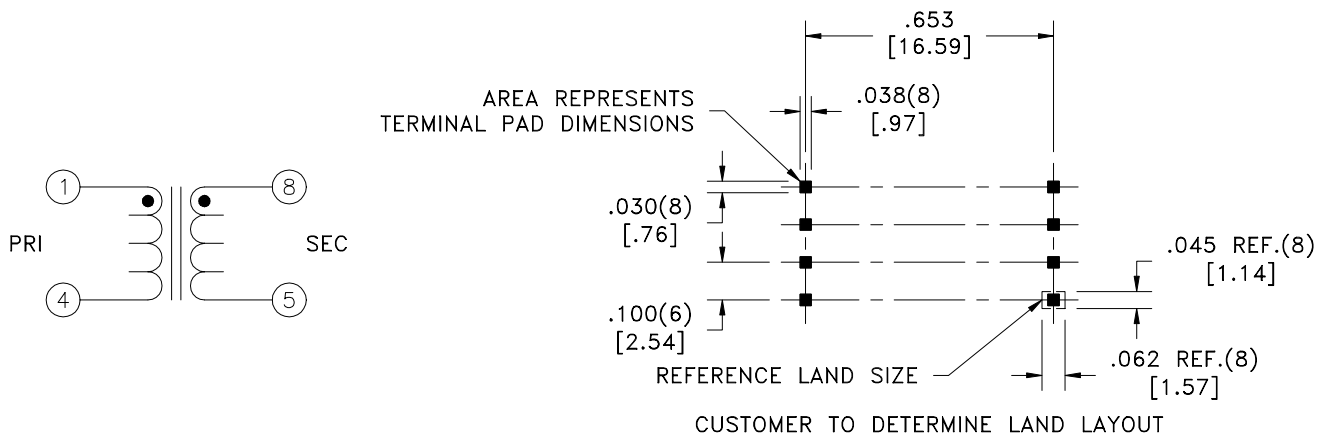 PRI
1
4
8
5
SEC
.653
[16.59]
AREA REPRESENTS
TERMINAL PAD DIMENSIONS
.038(8)
[.97]
.030(8)
[.76]
.100(6)
[2.54]
.045 REF.(8)
[1.14]
REFERENCE LAND SIZE
.062 REF.(8)
[1.57]
CUSTOMER TO DETERMINE LAND LAYOUT